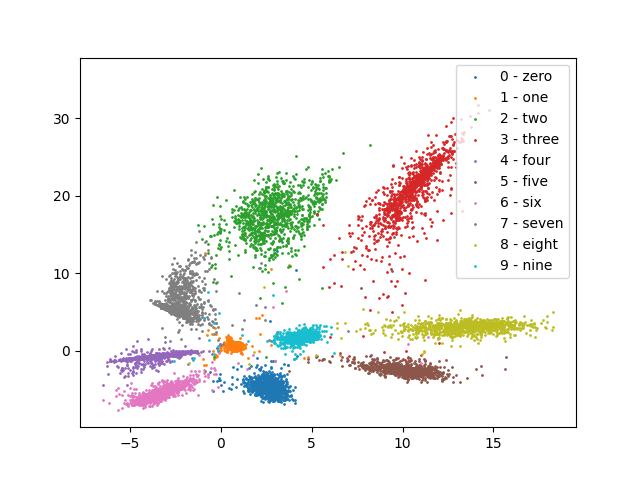 0 - zero
1 - one
2 - two
3 - three
4 - four
5 - five
6 - six
7 - seven
8 - eight
9 - nine
30
20
10
0
−5
0
5
10
15